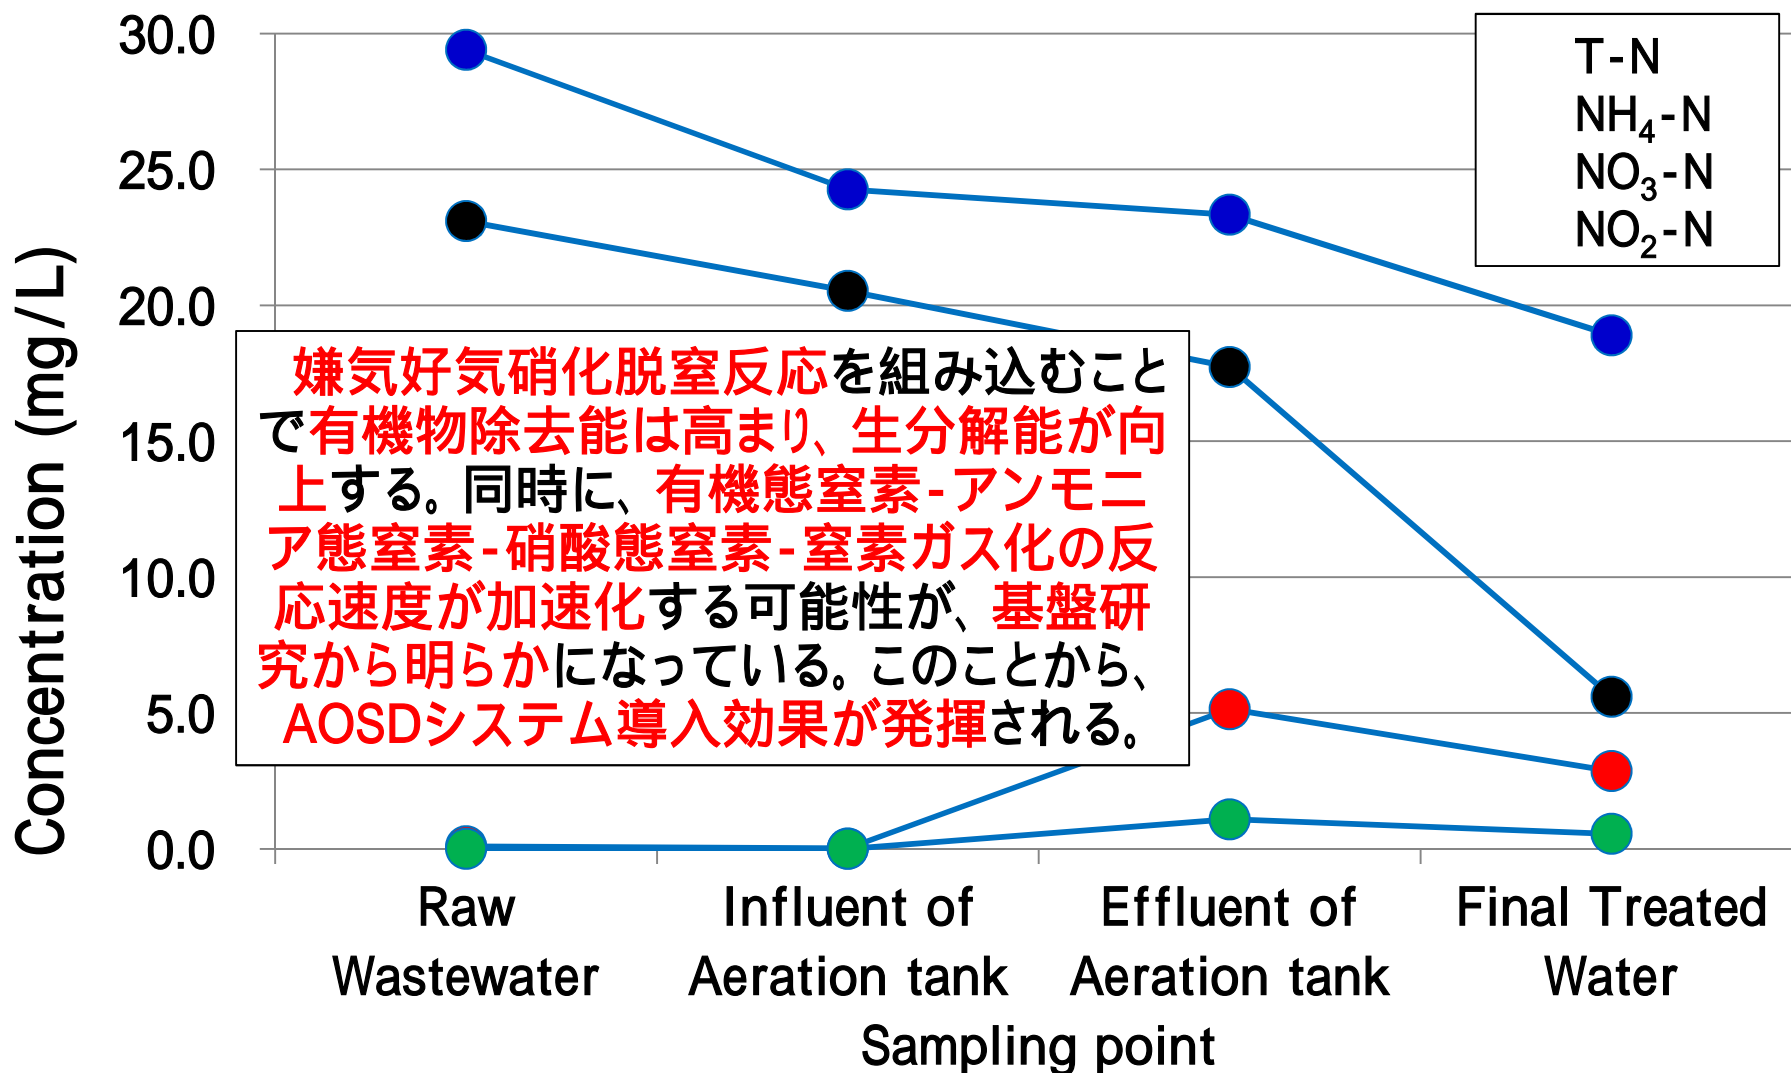 30.0
25.0
20.0
15.0
10.0
5.0
0.0
Concentration (mg/L)
T-N
NH₄-N
NO₃-N
NO₂-N
嫌気好気硝化脱窒反応を組み込むこと
で有機物除去能は高まり、生分解能が向
上する。同時に、有機態窒素-アンモニ
ア態窒素-硝酸態窒素-窒素ガス化の反
応速度が加速化する可能性が、基盤研
究から明らかになっている。このことから、
AOSDシステム導入効果が発揮される。
Raw
Wastewater
Influent of
Aeration tank
Effluent of
Aeration tank
Final Treated
Water
Sampling point